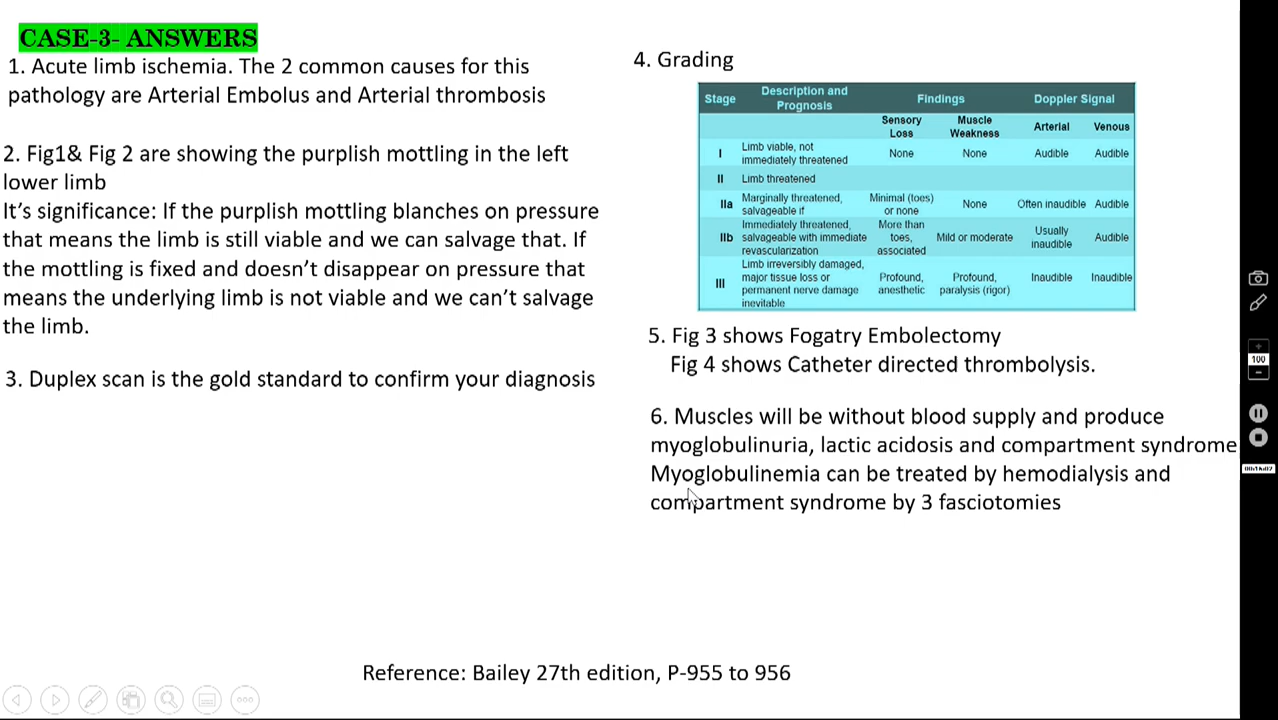 CASE-3- ANSWERS
1. Acute limb ischemia. The 2 common causes for this
pathology are Arterial Embolus and Arterial thrombosis
2. Fig1& Fig 2 are showing the purplish mottling in the left
lower limb
It's significance: If the purplish mottling blanches on pressure
that means the limb is still viable and we can salvage that. If
the mottling is fixed and doesn't disappear on pressure that
means the underlying limb is not viable and we can't salvage
the limb.
3. Duplex scan is the gold standard to confirm your diagnosis
4. Grading
Stage Description and Findings Doppler Signal
Prognosis
Sensory Muscle Arterial Venous
Loss Weakness
I Limb viable, not None None Audible Audible
immediately threatened
II Limb threatened
IIa Marginally threatened, Minimal (toes) None Often inaudible Audible
salvageable if or none
IIb Immediately threatened, More than Mild or moderate Usually Audible
salvageable with immediate toes, inaudible
revascularization associated
III Limb irreversibly damaged, Profound, Profound, Inaudible Inaudible
major tissue loss or anesthetic paralysis (rigor)
permanent nerve damage
inevitable
5. Fig 3 shows Fogatry Embolectomy
Fig 4 shows Catheter directed thrombolysis.
6. Muscles will be without blood supply and produce
myoglobulinuria, lactic acidosis and compartment syndrome
Myoglobulinemia can be treated by hemodialysis and
compartment syndrome by 3 fasciotomies
Reference: Bailey 27th edition, P-955 to 956
100